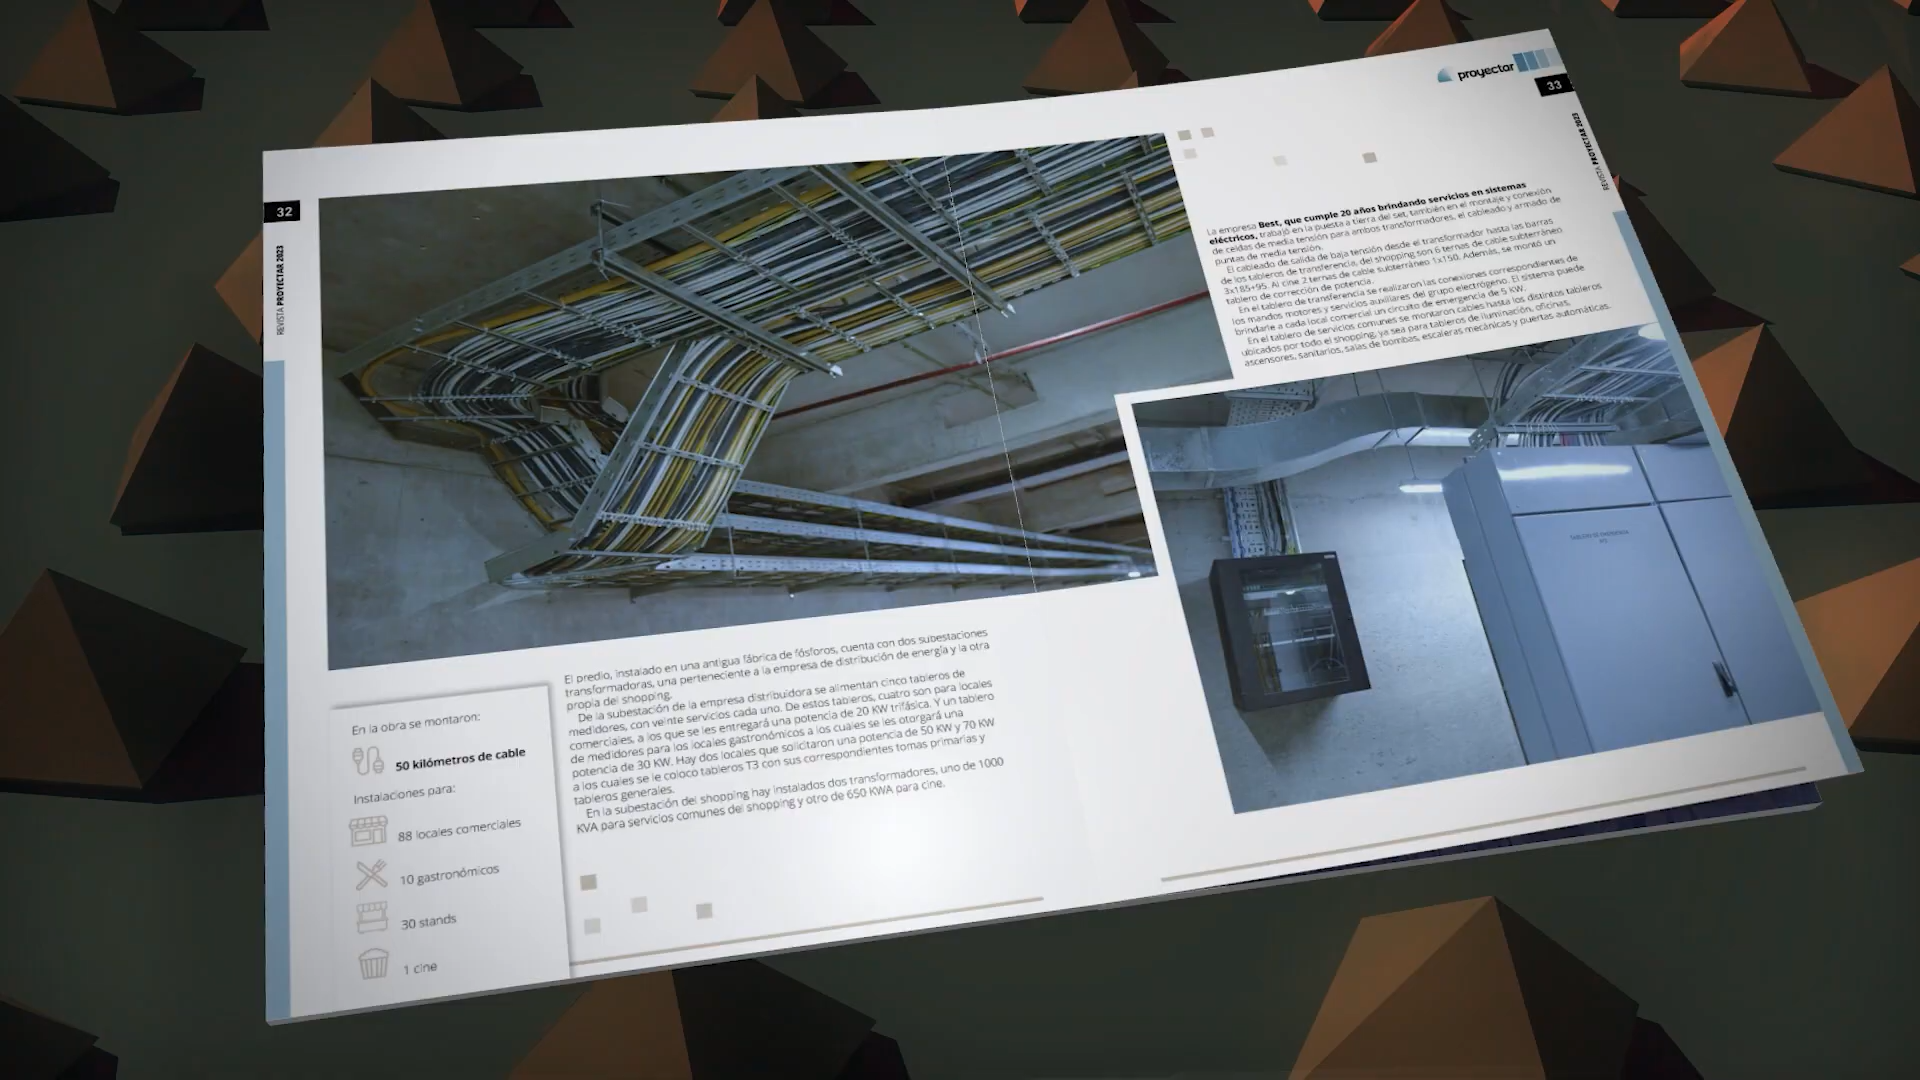 32
REVISTA PROYECTAR 2023
El predio, instalado en una antigua fábrica de fósforos, cuenta con dos subestaciones
transformadoras, una perteneciente a la empresa de distribución de energía y la otra
propia del shopping.
De la subestación de la empresa distribuidora se alimentan cinco tableros de
medidores, con veinte servicios cada uno. De estos tableros, cuatro son para locales
comerciales, a los que se les entregará una potencia de 20 KW trifásica. Y un tablero
de medidores para los locales gastronómicos a los cuales se les otorgará una
potencia de 30 KW. Hay dos locales que solicitaron una potencia de 50 KW y 70 KW
a los cuales se le coloco tableros T3 con sus correspondientes tomas primarias y
tableros generales.
En la subestación del shopping hay instalados dos transformadores, uno de 1000
KVA para servicios comunes del shopping y otro de 650 KWA para cine.
En la obra se montaron:
50 kilómetros de cable
Instalaciones para:
88 locales comerciales
10 gastronómicos
30 stands
1 cine
proyectar
33
REVISTA PROYECTAR 2023
La empresa Best, que cumple 20 años brindando servicios en sistemas
eléctricos, trabajó en la puesta a tierra del set, también en el montaje y conexión
de celdas de media tensión para ambos transformadores, el cableado y armado de
puntas de media tensión.
El cableado de salida de baja tensión desde el transformador hasta las barras
de los tableros de transferencia, del shopping son 6 ternas de cable subterráneo
3x185+95. Al cine 2 ternas de cable subterráneo 1x150. Además, se montó un
tablero de corrección de potencia.
En el tablero de transferencia se realizaron las conexiones correspondientes de
los mandos motores y servicios auxiliares del grupo electrógeno. El sistema puede
brindarle a cada local comercial un circuito de emergencia de 5 KW.
En el tablero de servicios comunes se montaron cables hasta los distintos tableros
ubicados por todo el shopping, ya sea para tableros de iluminación, oficinas,
ascensores, sanitarios, salas de bombas, escaleras mecánicas y puertas automáticas.